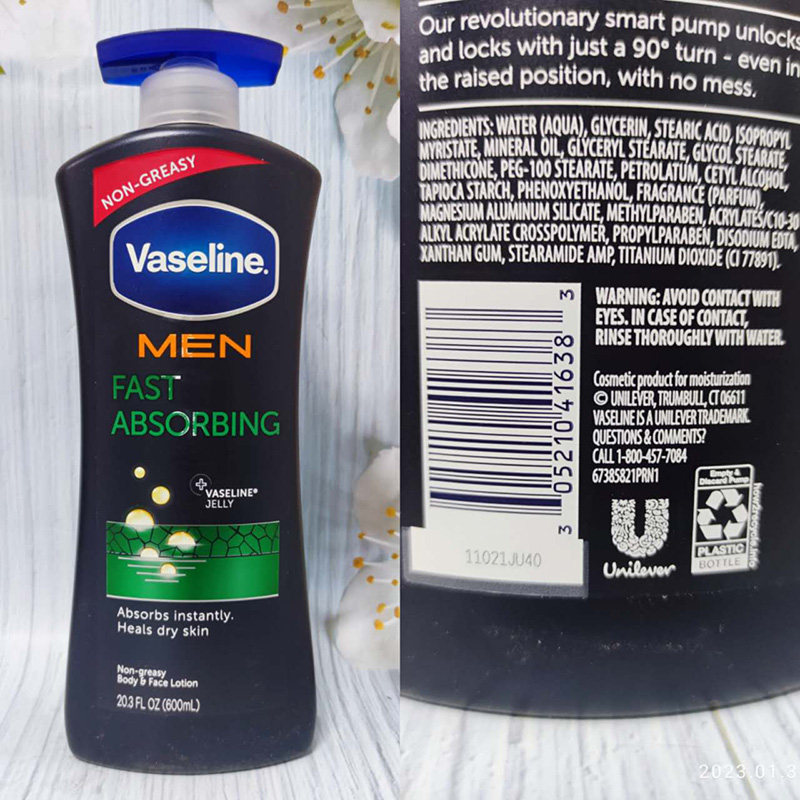 NON-GREASY
Vaseline.
MEN
FAST
ABSORBING
VASELINE®
JELLY
Absorbs instantly.
Heals dry skin
Non-greasy
Body & Face Lotion
20.3 FL OZ (600mL)
Our revolutionary smart pump unlocks
and locks with just a 90° turn - even in
the raised position, with no mess.
INGREDIENTS: WATER (AQUA), GLYCERIN, STEARIC ACID, ISOPROPYL
MYRISTATE, MINERAL OIL, GLYCERYL STEARATE, GLYCOL STEARATE,
DIMETHICONE, PEG-100 STEARATE, PETROLATUM, CETYL ALCOHOL,
TAPIOCA STARCH, PHENOXYETHANOL, FRAGRANCE (PARFUM),
MAGNESIUM ALUMINUM SILICATE, METHYLPARABEN, ACRYLATES/C10-30
ALKYL ACRYLATE CROSSPOLYMER, PROPYLPARABEN, DISODIUM EDTA,
XANTHAN GUM, STEARAMIDE AMP, TITANIUM DIOXIDE (CI 77891).
3 05210 41638 3
11021JU40
WARNING: AVOID CONTACT WITH
EYES. IN CASE OF CONTACT,
RINSE THOROUGHLY WITH WATER.
Cosmetic product for moisturization
© UNILEVER, TRUMBULL, CT 06611
VASELINE IS A UNILEVER TRADEMARK.
QUESTIONS & COMMENTS?
CALL 1-800-457-7084
67385821PRN1
Unilever
Empty &
Discard Pump
PLASTIC
BOTTLE
how2recycle.info
2023.01.3